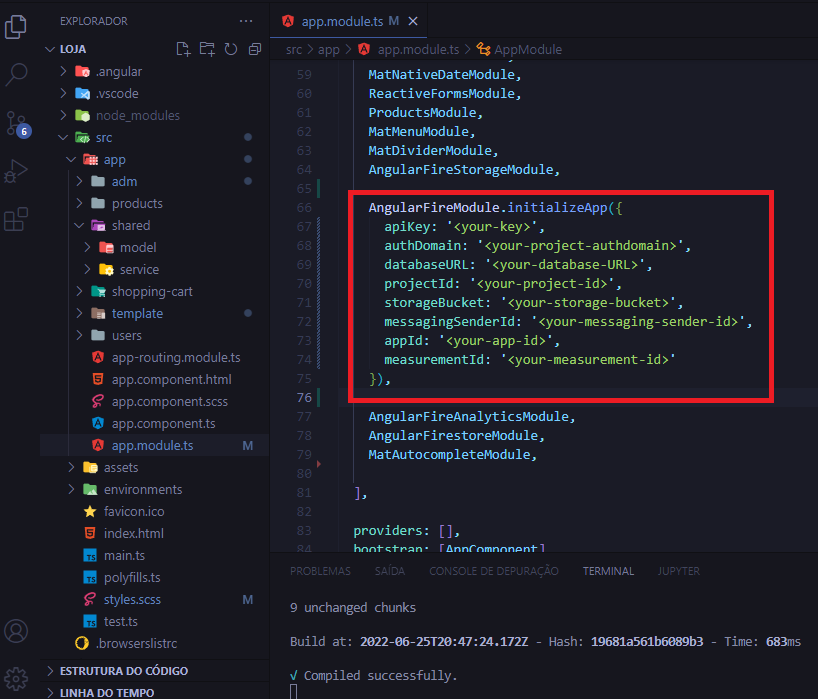 EXPLORADOR
LOJA
.angular
.vscode
node_modules
src
app
adm
products
shared
model
service
shopping-cart
template
users
app-routing.module.ts
app.component.html
app.component.scss
app.component.ts
app.module.ts M
assets
environments
favicon.ico
index.html
main.ts
polyfills.ts
styles.scss M
test.ts
.browserslistrc
ESTRUTURA DO CÓDIGO
LINHA DO TEMPO
6
app.module.ts M
src > app > app.module.ts > AppModule
59 MatNativeDateModule,
60 ReactiveFormsModule,
61 ProductsModule,
62 MatMenuModule,
63 MatDividerModule,
64 AngularFireStorageModule,
65
66 AngularFireModule.initializeApp({
67 apiKey: '<your-key>',
68 authDomain: '<your-project-authdomain>',
69 databaseURL: '<your-database-URL>',
70 projectId: '<your-project-id>',
71 storageBucket: '<your-storage-bucket>',
72 messagingSenderId: '<your-messaging-sender-id>',
73 appId: '<your-app-id>',
74 measurementId: '<your-measurement-id>'
75 }),
76
77 AngularFireAnalyticsModule,
78 AngularFirestoreModule,
79 MatAutocompleteModule,
80
81 ],
82
83 providers: [],
84 bootstrap: [AppComponent]
PROBLEMAS SAÍDA CONSOLE DE DEPURAÇÃO TERMINAL JUPYTER
9 unchanged chunks
Build at: 2022-06-25T20:47:24.172Z - Hash: 19681a561b6089b3 - Time: 683ms
√ Compiled successfully.